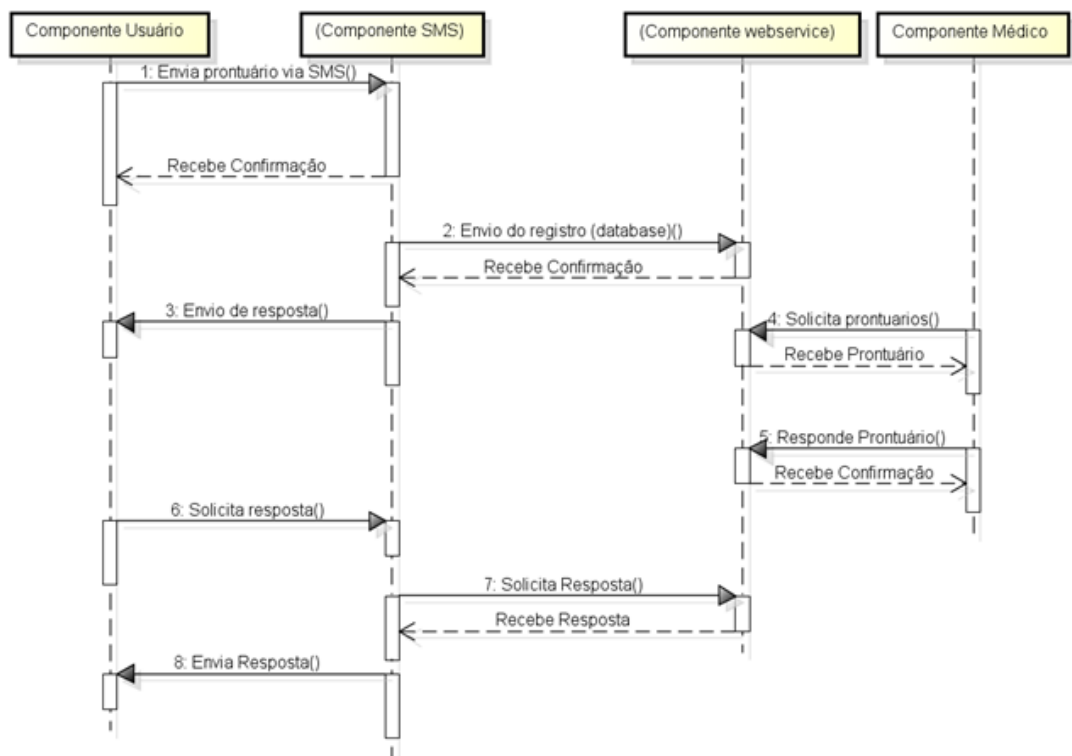 Componente Usuário
(Componente SMS)
(Componente webservice)
Componente Médico
1: Envia prontuário via SMS()
Recebe Confirmação
2: Envio do registro (database)()
Recebe Confirmação
3: Envio de resposta()
4: Solicita prontuarios()
Recebe Prontuário
5: Responde Prontuário()
Recebe Confirmação
6: Solicita resposta()
7: Solicita Resposta()
Recebe Resposta
8: Envia Resposta()